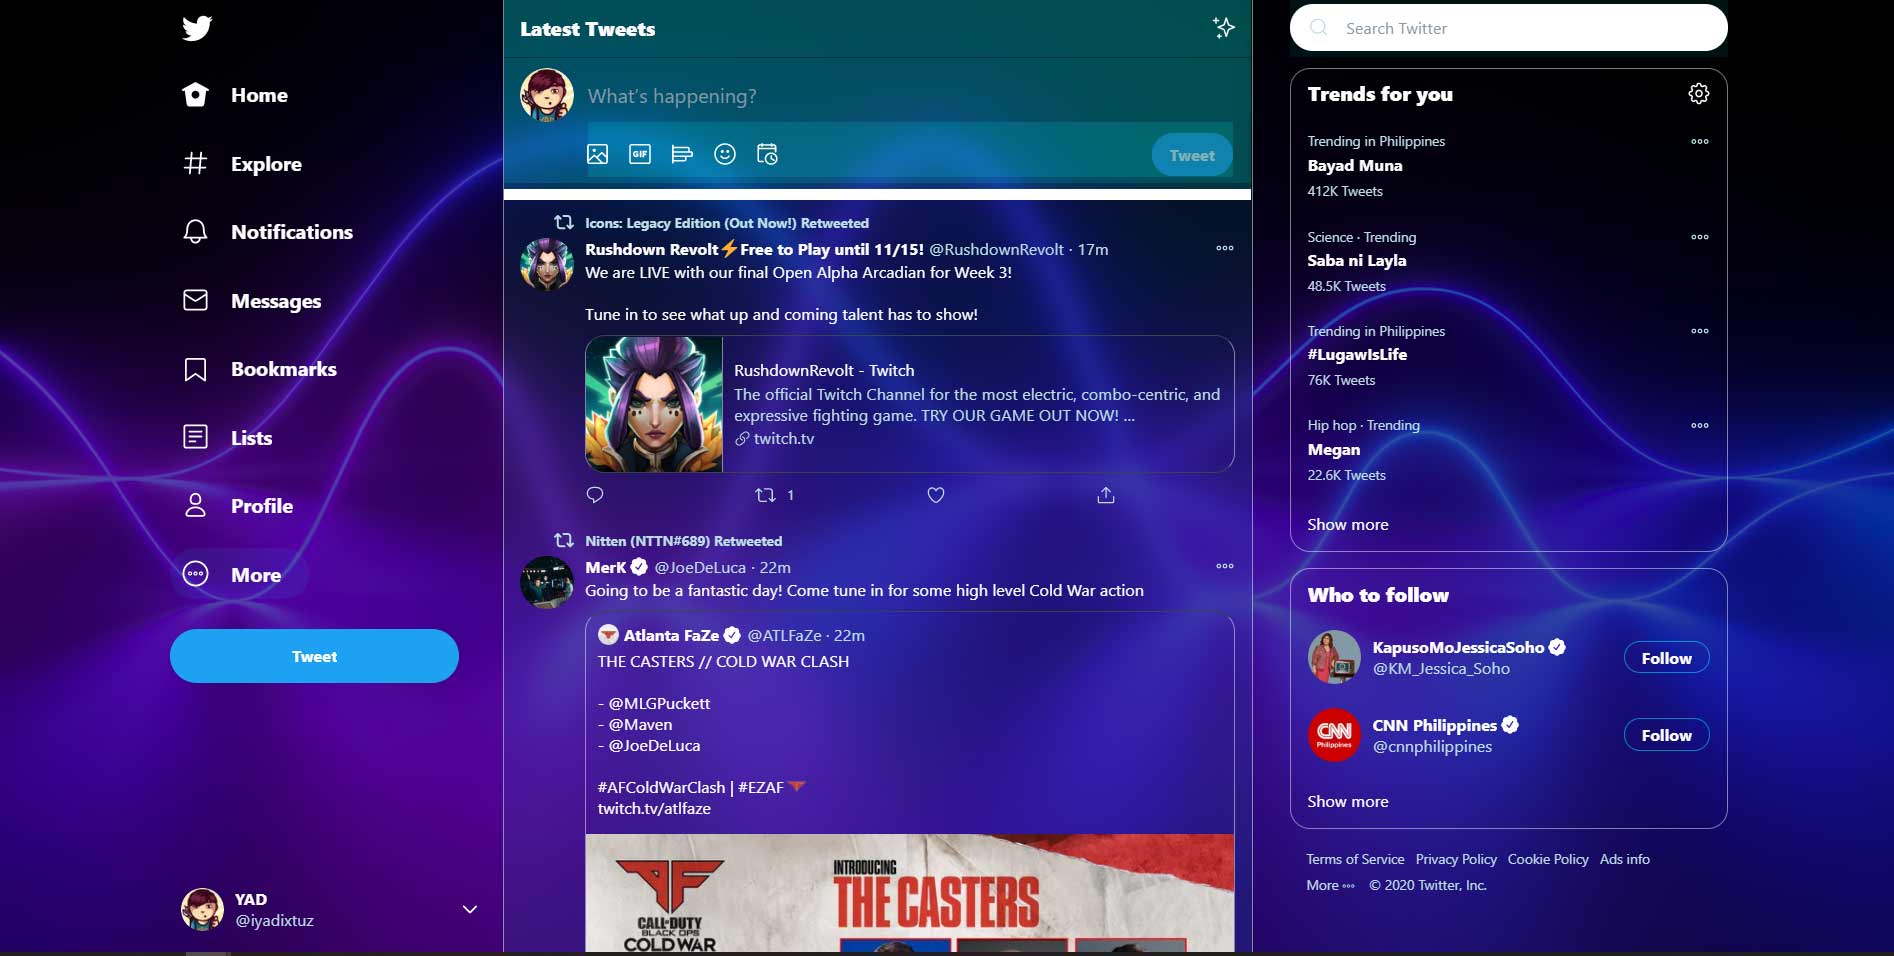 Home
Explore
Notifications
Messages
Bookmarks
Lists
Profile
More
Tweet
YAD
@iyadixtuz
Latest Tweets
What's happening?
GIF
Tweet
Icons: Legacy Edition (Out Now!) Retweeted
Rushdown Revolt⚡Free to Play until 11/15! @RushdownRevolt · 17m
We are LIVE with our final Open Alpha Arcadian for Week 3!
Tune in to see what up and coming talent has to show!
RushdownRevolt - Twitch
The official Twitch Channel for the most electric, combo-centric, and
expressive fighting game. TRY OUR GAME OUT NOW! ...
twitch.tv
1
Nitten (NTTN#689) Retweeted
MerK @JoeDeLuca · 22m
Going to be a fantastic day! Come tune in for some high level Cold War action
Atlanta FaZe @ATLFaZe · 22m
THE CASTERS // COLD WAR CLASH
- @MLGPuckett
- @Maven
- @JoeDeLuca
#AFColdWarClash | #EZAF
twitch.tv/atlfaze
CALL OF DUTY
BLACK OPS
COLD WAR
INTRODUCING
THE CASTERS
Search Twitter
Trends for you
Trending in Philippines
Bayad Muna
412K Tweets
Science · Trending
Saba ni Layla
48.5K Tweets
Trending in Philippines
#LugawIsLife
76K Tweets
Hip hop · Trending
Megan
22.6K Tweets
Show more
Who to follow
KapusoMoJessicaSoho
@KM_Jessica_Soho
Follow
CNN
Philippines
CNN Philippines
@cnnphilippines
Follow
Show more
Terms of Service Privacy Policy Cookie Policy Ads info
More ••• © 2020 Twitter, Inc.